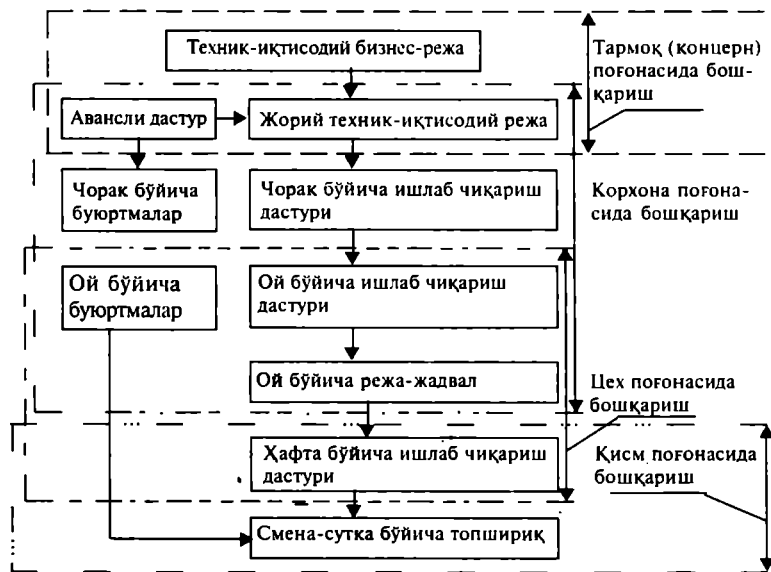 Техник-иқтисодий бизнес-режа
Тармоқ (концерн)
поғонасида бош-
қариш
Авансли дастур
Жорий техник-иқтисодий режа
Чорак бўйича
буюртмалар
Чорак бўйича ишлаб чиқариш
дастури
Корхона поғона-
сида бошқариш
Ой бўйича
буюртмалар
Ой бўйича ишлаб чиқариш
дастури
Ой бўйича режа-жадвал
Цех поғонасида
бошқариш
Ҳафта бўйича ишлаб чиқариш
дастури
Қисм поғонасида
бошқариш
Смена-сутка бўйича топшириқ